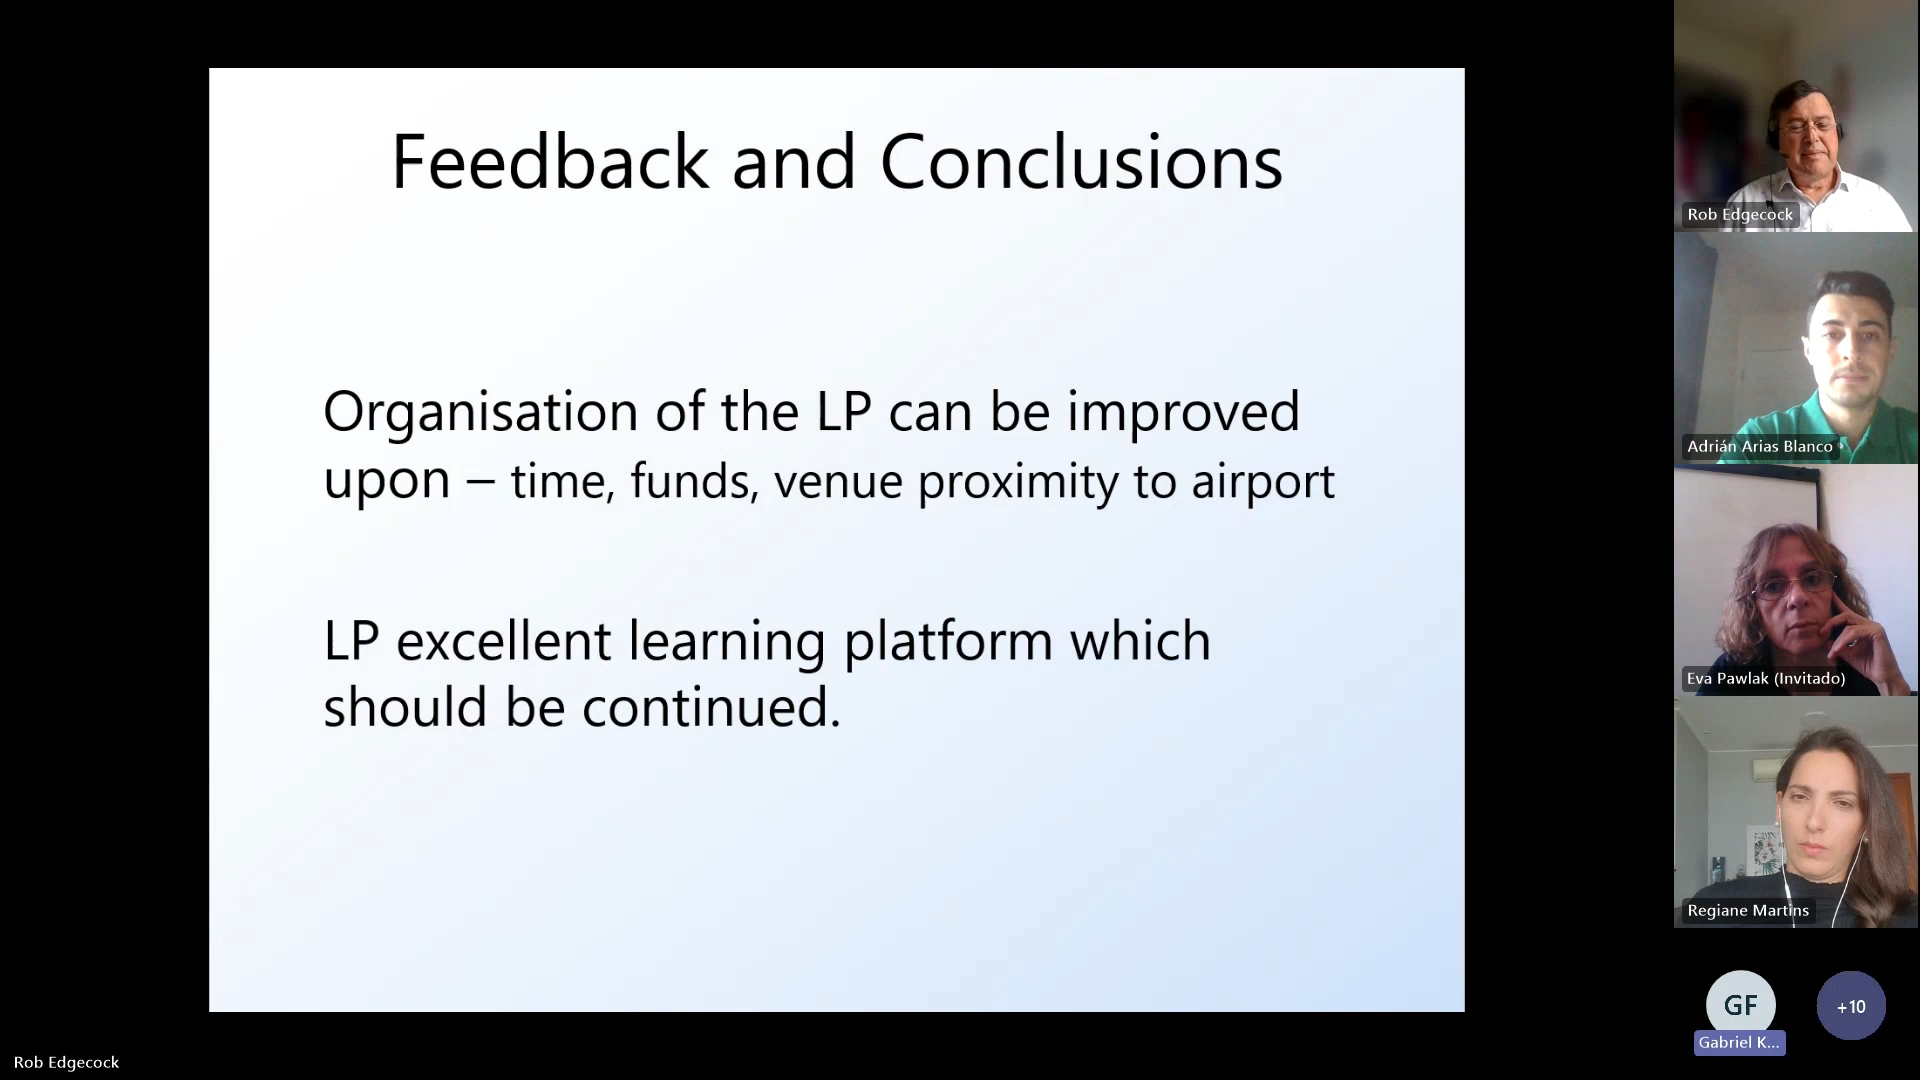 Feedback and Conclusions
Organisation of the LP can be improved
upon – time, funds, venue proximity to airport
LP excellent learning platform which
should be continued.
Rob Edgecock
Adrián Arias Blanco
Eva Pawlak (Invitado)
Regiane Martins
GF
+10
Gabriel K...
Rob Edgecock